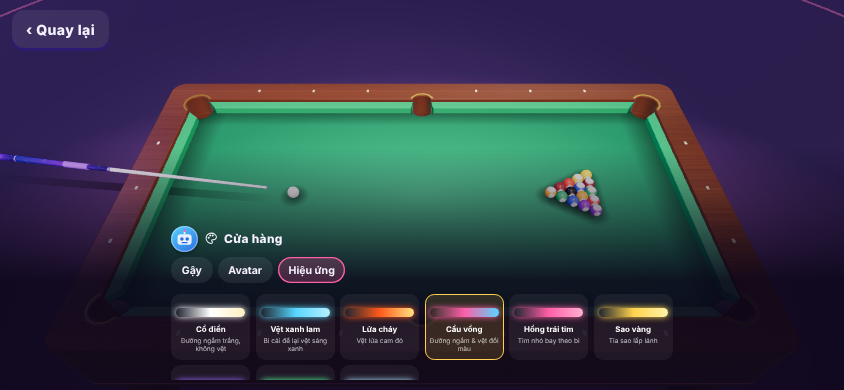 ‹ Quay lại
Cửa hàng
Gậy
Avatar
Hiệu ứng
Cổ điển
Đường ngắm trắng,
không vệt
Vệt xanh lam
Bi cái để lại vệt sáng
xanh
Lửa cháy
Vệt lửa cam đỏ
Cầu vồng
Đường ngắm & vệt đổi
màu
Hồng trái tim
Tim nhỏ bay theo bi
Sao vàng
Tia sao lấp lánh